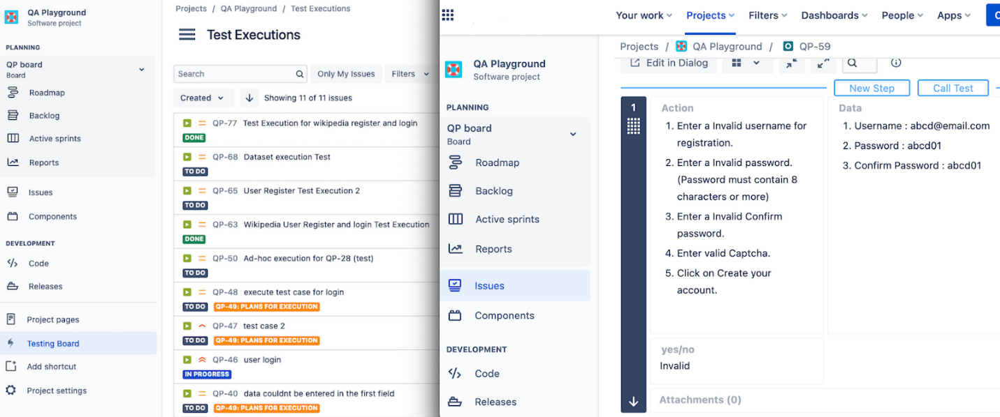 QA Playground
Software project
PLANNING
QP board
Board
Roadmap
Backlog
Active sprints
Reports
Issues
Components
DEVELOPMENT
Code
Releases
Project pages
Testing Board
Add shortcut
Project settings
Projects / QA Playground / Test Executions
Test Executions
Search
Only My Issues
Filters
Created
Showing 11 of 11 issues
QP-77 Test Execution for wikipedia register and login
DONE
QP-68 Dataset execution Test
TO DO
QP-65 User Register Test Execution 2
TO DO
QP-63 Wikipedia User Register and login Test Execution
DONE
QP-50 Ad-hoc execution for QP-28 (test)
TO DO
QP-48 execute test case for login
TO DO QP-49: PLANS FOR EXECUTION
QP-47 test case 2
TO DO QP-49: PLANS FOR EXECUTION
QP-46 user login
IN PROGRESS
QP-40 data couldnt be entered in the first field
TO DO QP-49: PLANS FOR EXECUTION
Your work Projects Filters Dashboards People Apps
QA Playground
Software project
PLANNING
QP board
Board
Roadmap
Backlog
Active sprints
Reports
Issues
Components
DEVELOPMENT
Code
Releases
Projects / QA Playground / QP-59
Edit in Dialog
New Step
Call Test
1
Action
1. Enter a Invalid username for
registration.
2. Enter a Invalid password.
(Password must contain 8
characters or more)
3. Enter a Invalid Confirm
password.
4. Enter valid Captcha.
5. Click on Create your
account.
Data
1. Username : abcd@email.com
2. Password : abcd01
3. Confirm Password : abcd01
yes/no
Invalid
Attachments (0)